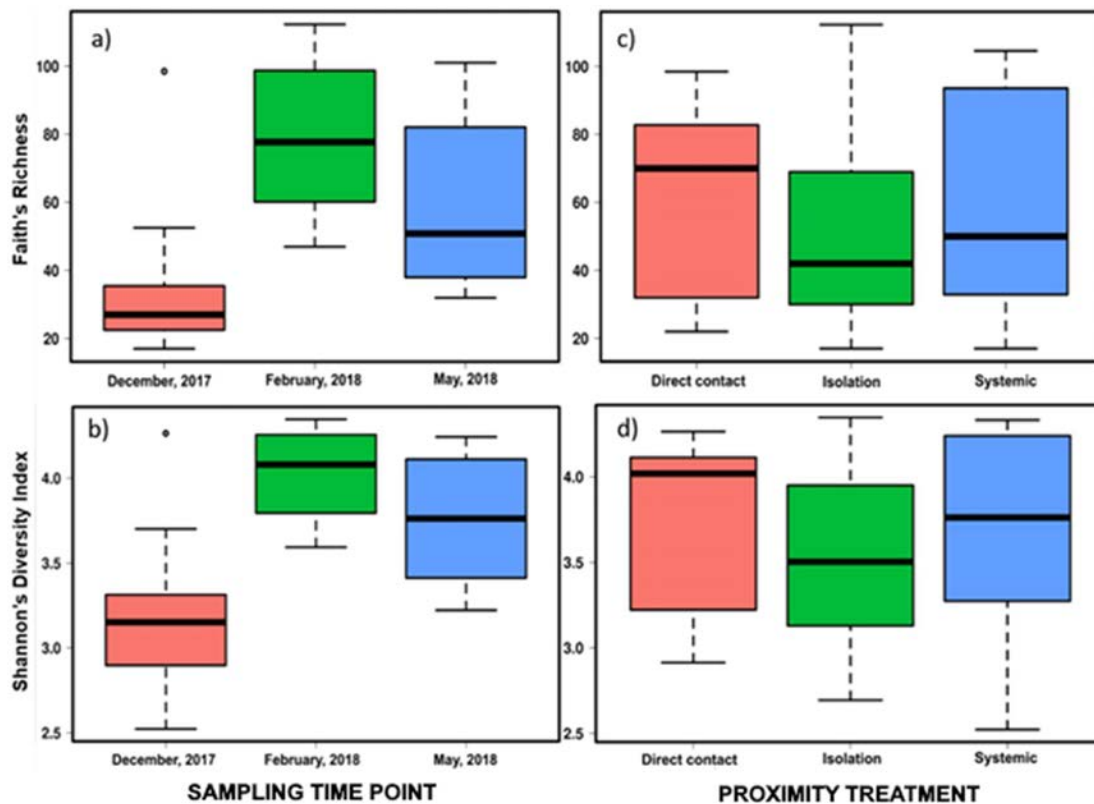 a)
Faith's Richness
100
80
60
40
20
December, 2017 February, 2018 May, 2018
c)
100
80
60
40
20
Direct contact Isolation Systemic
b)
Shannon's Diversity Index
4.0
3.5
3.0
2.5
December, 2017 February, 2018 May, 2018
SAMPLING TIME POINT
d)
4.0
3.5
3.0
2.5
Direct contact Isolation Systemic
PROXIMITY TREATMENT